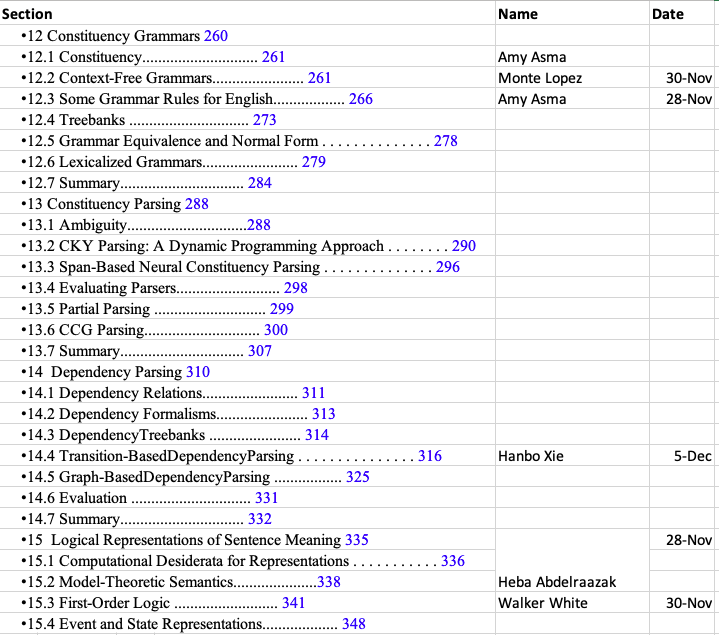 Section Name Date
•12 Constituency Grammars 260
•12.1 Constituency............................. 261 Amy Asma
•12.2 Context-Free Grammars....................... 261 Monte Lopez 30-Nov
•12.3 Some Grammar Rules for English.................. 266 Amy Asma 28-Nov
•12.4 Treebanks .............................. 273
•12.5 Grammar Equivalence and Normal Form . . . . . . . . . . . . . . 278
•12.6 Lexicalized Grammars........................ 279
•12.7 Summary............................... 284
•13 Constituency Parsing 288
•13.1 Ambiguity..............................288
•13.2 CKY Parsing: A Dynamic Programming Approach . . . . . . . . 290
•13.3 Span-Based Neural Constituency Parsing . . . . . . . . . . . . . . 296
•13.4 Evaluating Parsers.......................... 298
•13.5 Partial Parsing ............................ 299
•13.6 CCG Parsing............................. 300
•13.7 Summary............................... 307
•14  Dependency Parsing 310
•14.1 Dependency Relations........................ 311
•14.2 Dependency Formalisms....................... 313
•14.3 DependencyTreebanks ....................... 314
•14.4 Transition-BasedDependencyParsing . . . . . . . . . . . . . . . 316 Hanbo Xie 5-Dec
•14.5 Graph-BasedDependencyParsing ................. 325
•14.6 Evaluation .............................. 331
•14.7 Summary............................... 332
•15  Logical Representations of Sentence Meaning 335 28-Nov
•15.1 Computational Desiderata for Representations . . . . . . . . . . . 336
•15.2 Model-Theoretic Semantics.....................338 Heba Abdelraazak
•15.3 First-Order Logic .......................... 341 Walker White 30-Nov
•15.4 Event and State Representations................... 348